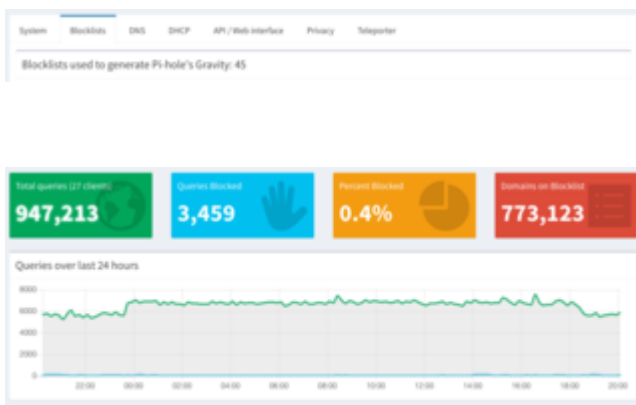 System Blocklists DNS DHCP API / Web interface Privacy Teleporter
Blocklists used to generate Pi-hole's Gravity: 45
Total queries (27 clients) Queries Blocked Percent Blocked Domains on Blocklist
947,213 3,459 0.4% 773,123
Queries over last 24 hours
8000
6000
4000
2000
0
22:00 00:00 02:00 04:00 06:00 08:00 10:00 12:00 14:00 16:00 18:00 20:00